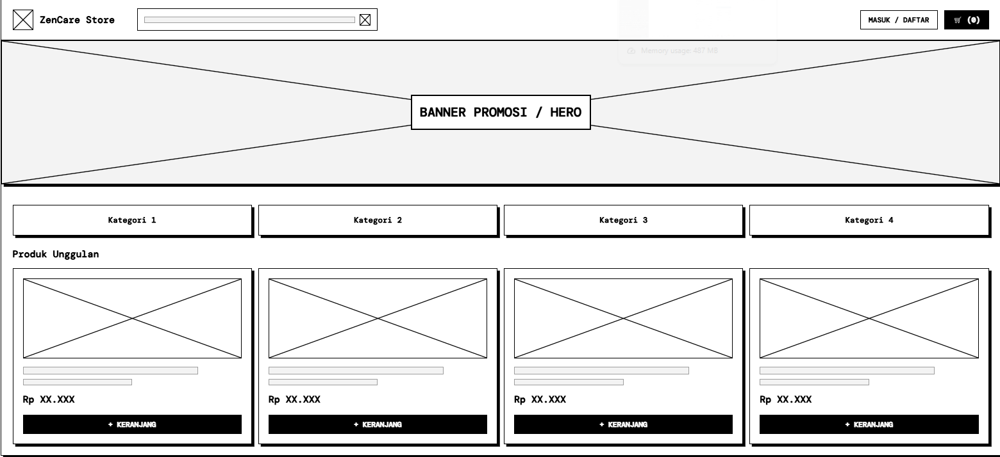 ZenCare Store
MASUK / DAFTAR
🛒 (0)
Memory usage: 487 MB
BANNER PROMOSI / HERO
Kategori 1
Kategori 2
Kategori 3
Kategori 4
Produk Unggulan
Rp XX.XXX
Rp XX.XXX
Rp XX.XXX
Rp XX.XXX
+ KERANJANG
+ KERANJANG
+ KERANJANG
+ KERANJANG